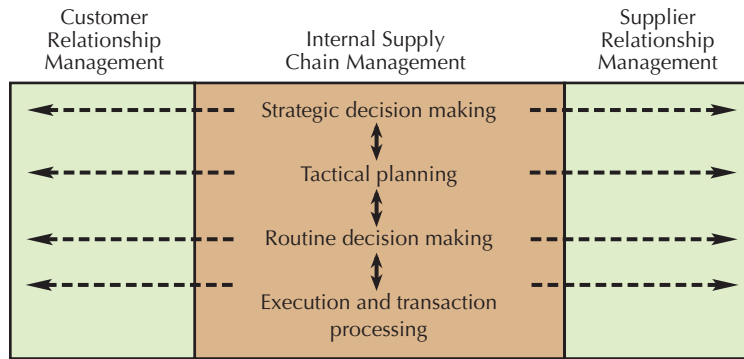 Customer
Relationship
Management
Internal Supply
Chain Management
Supplier
Relationship
Management
Strategic decision making
Tactical planning
Routine decision making
Execution and transaction
processing